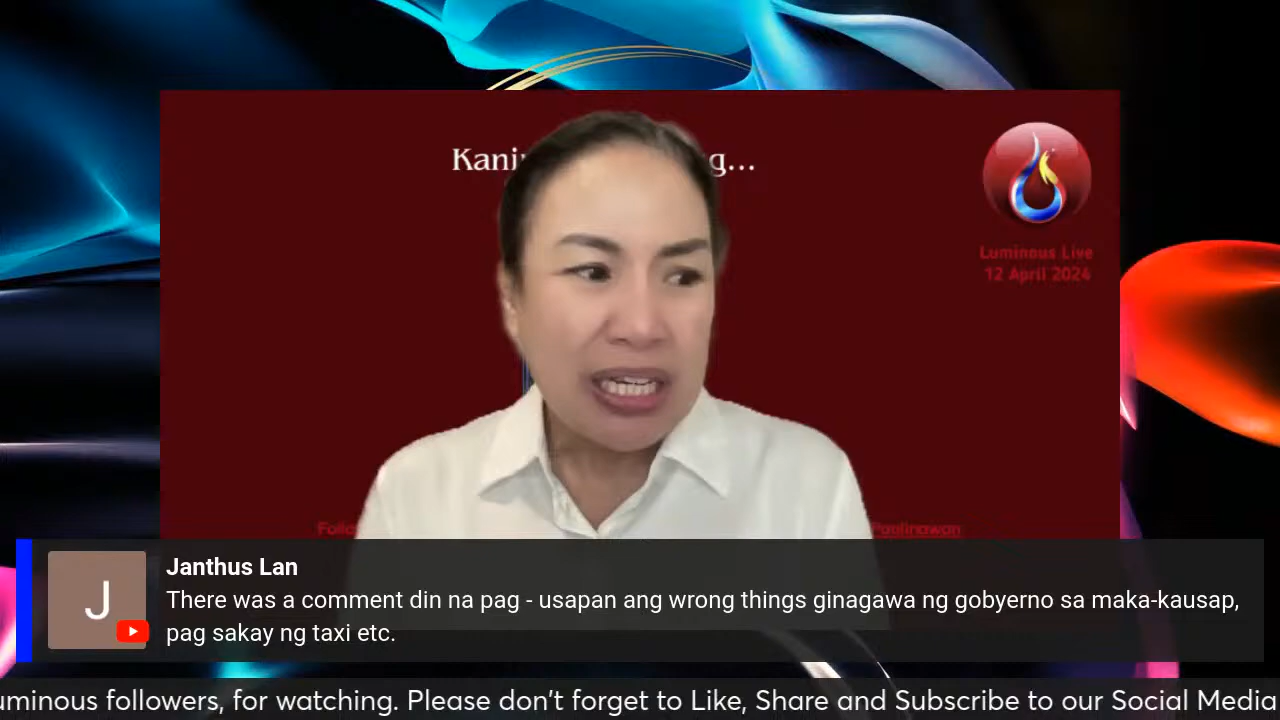 Kani
g...
Luminous Live
12 April 2024
Paulinawan
J
Janthus Lan
There was a comment din na pag - usapan ang wrong things ginagawa ng gobyerno sa maka-kausap,
pag sakay ng taxi etc.
uminous followers, for watching. Please don't forget to Like, Share and Subscribe to our Social Media